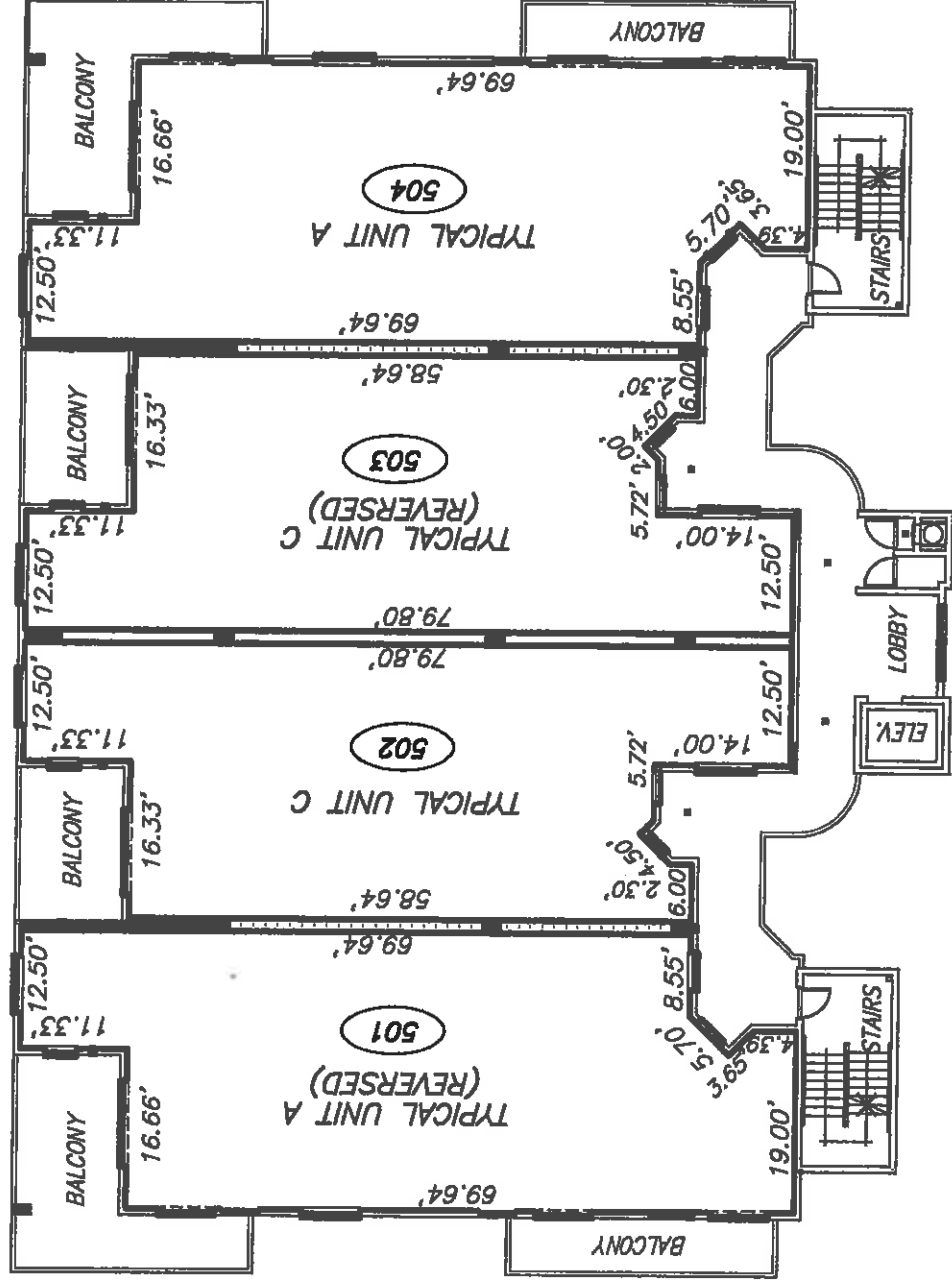 BALCONY
BALCONY
69.64'
16.66'
19.00'
504
TYPICAL UNIT A
11.33'
12.50'
5.70'
3.65'
4.39
8.55'
69.64'
STAIRS
58.64'
BALCONY
16.33'
2.30'
6.00'
4.50'
2.00'
503
(REVERSED)
TYPICAL UNIT C
11.33'
12.50'
5.72'
14.00'
12.50'
79.80'
LOBBY
79.80'
12.50'
11.33'
12.50'
14.00'
ELEV.
502
TYPICAL UNIT C
5.72'
BALCONY
16.33'
4.50'
2.30'
6.00'
58.64'
69.64'
12.50'
11.33'
8.55'
501
(REVERSED)
TYPICAL UNIT A
5.70'
3.65'
4.39
STAIRS
BALCONY
16.66'
19.00'
69.64'
BALCONY